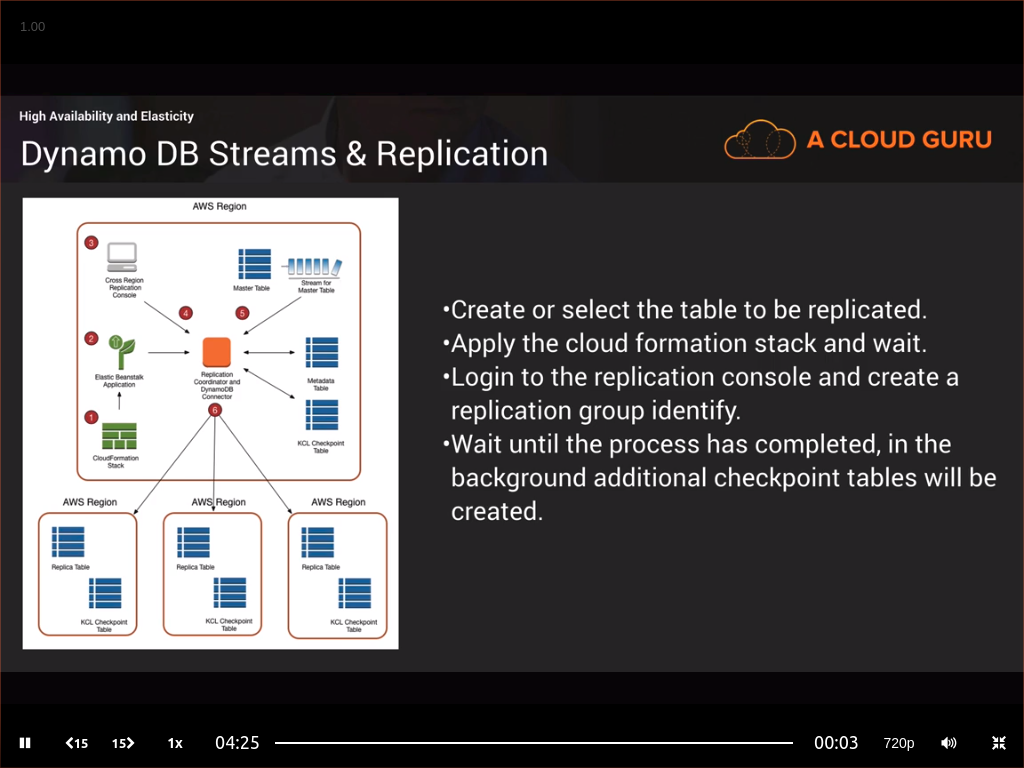 1.00
High Availability and Elasticity
Dynamo DB Streams & Replication
A CLOUD GURU
AWS Region
3
Cross Region
Replication
Console
Master Table
Stream for
Master Table
4
5
2
Elastic Beanstalk
Application
Replication
Coordinator and
DynamoDB
Connector
Metadata
Table
6
1
CloudFormation
Stack
KCL Checkpoint
Table
AWS Region
AWS Region
AWS Region
Replica Table
Replica Table
Replica Table
KCL Checkpoint
Table
KCL Checkpoint
Table
KCL Checkpoint
Table
•Create or select the table to be replicated.
•Apply the cloud formation stack and wait.
•Login to the replication console and create a
replication group identify.
•Wait until the process has completed, in the
background additional checkpoint tables will be
created.
15
15
1x
04:25
00:03
720p